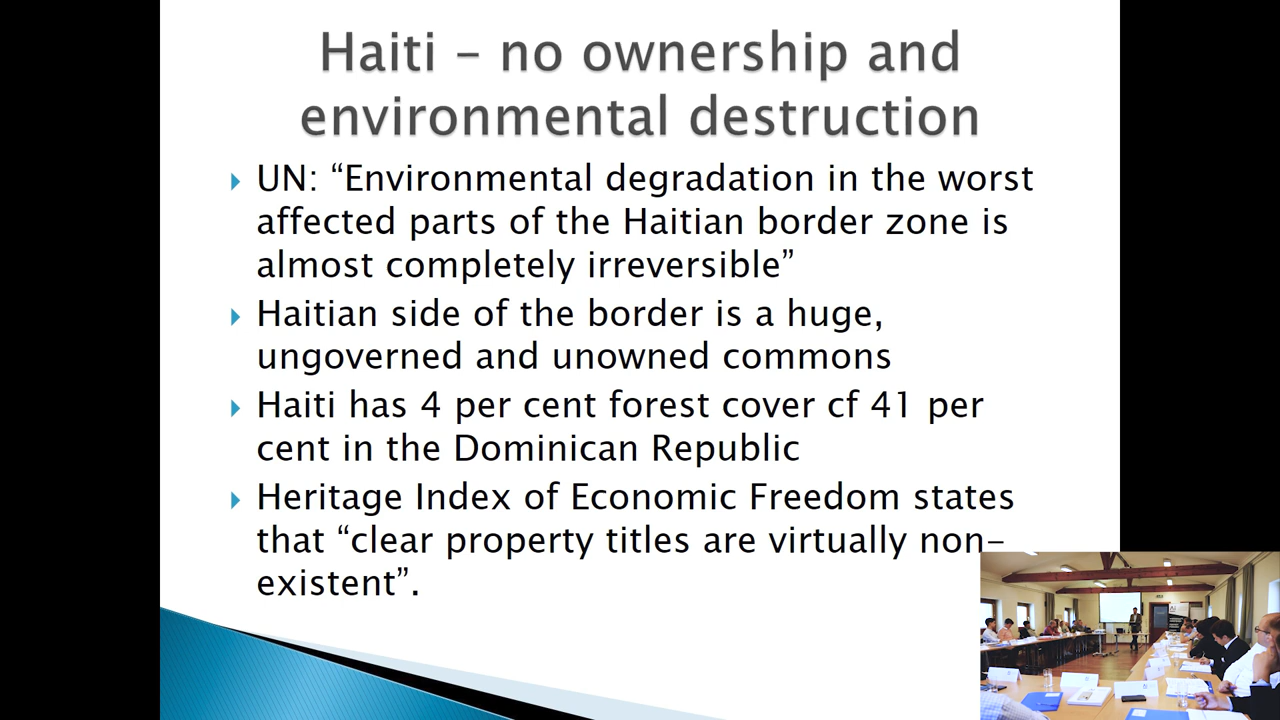 Haiti – no ownership and
environmental destruction
UN: “Environmental degradation in the worst
affected parts of the Haitian border zone is
almost completely irreversible”
Haitian side of the border is a huge,
ungoverned and unowned commons
Haiti has 4 per cent forest cover cf 41 per
cent in the Dominican Republic
Heritage Index of Economic Freedom states
that “clear property titles are virtually non-
existent”.